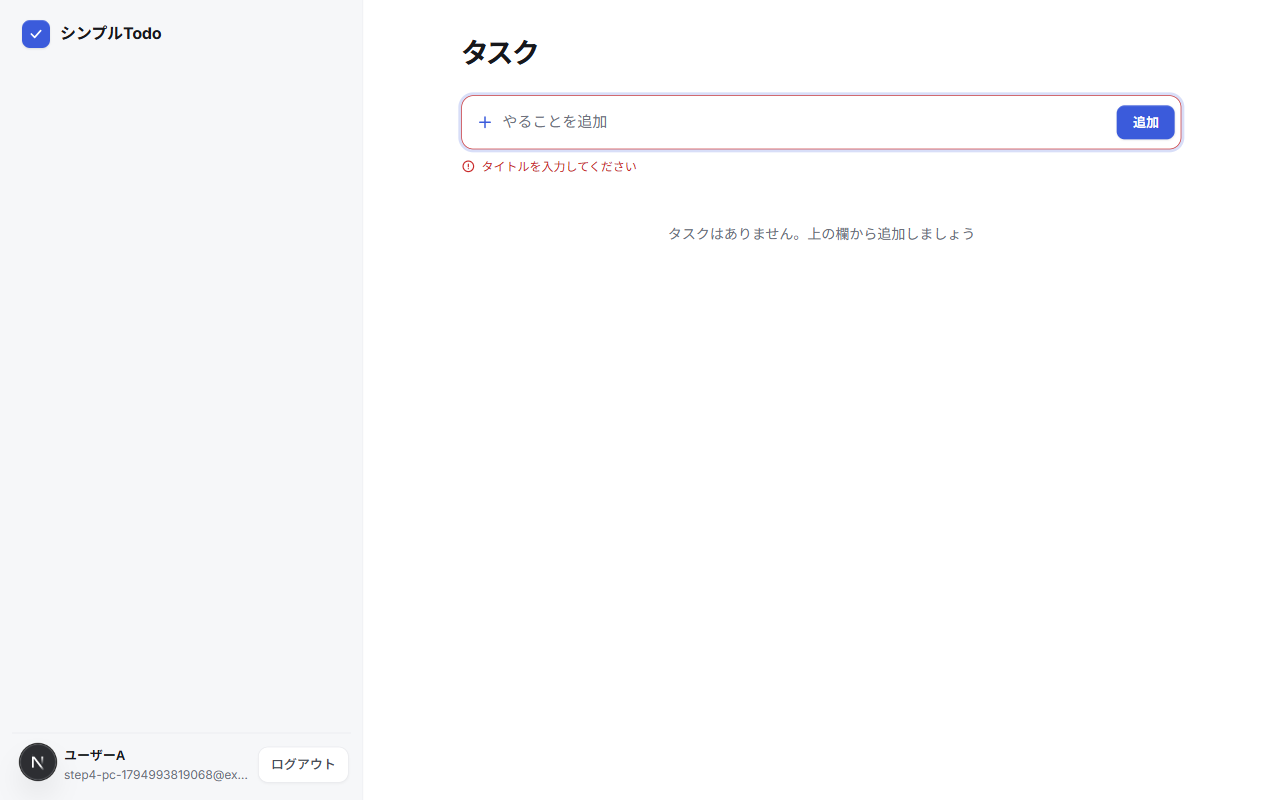 シンプルTodo
タスク
やることを追加
追加
タイトルを入力してください
タスクはありません。上の欄から追加しましょう
N
ユーザーA
step4-pc-1794993819068@ex...
ログアウト